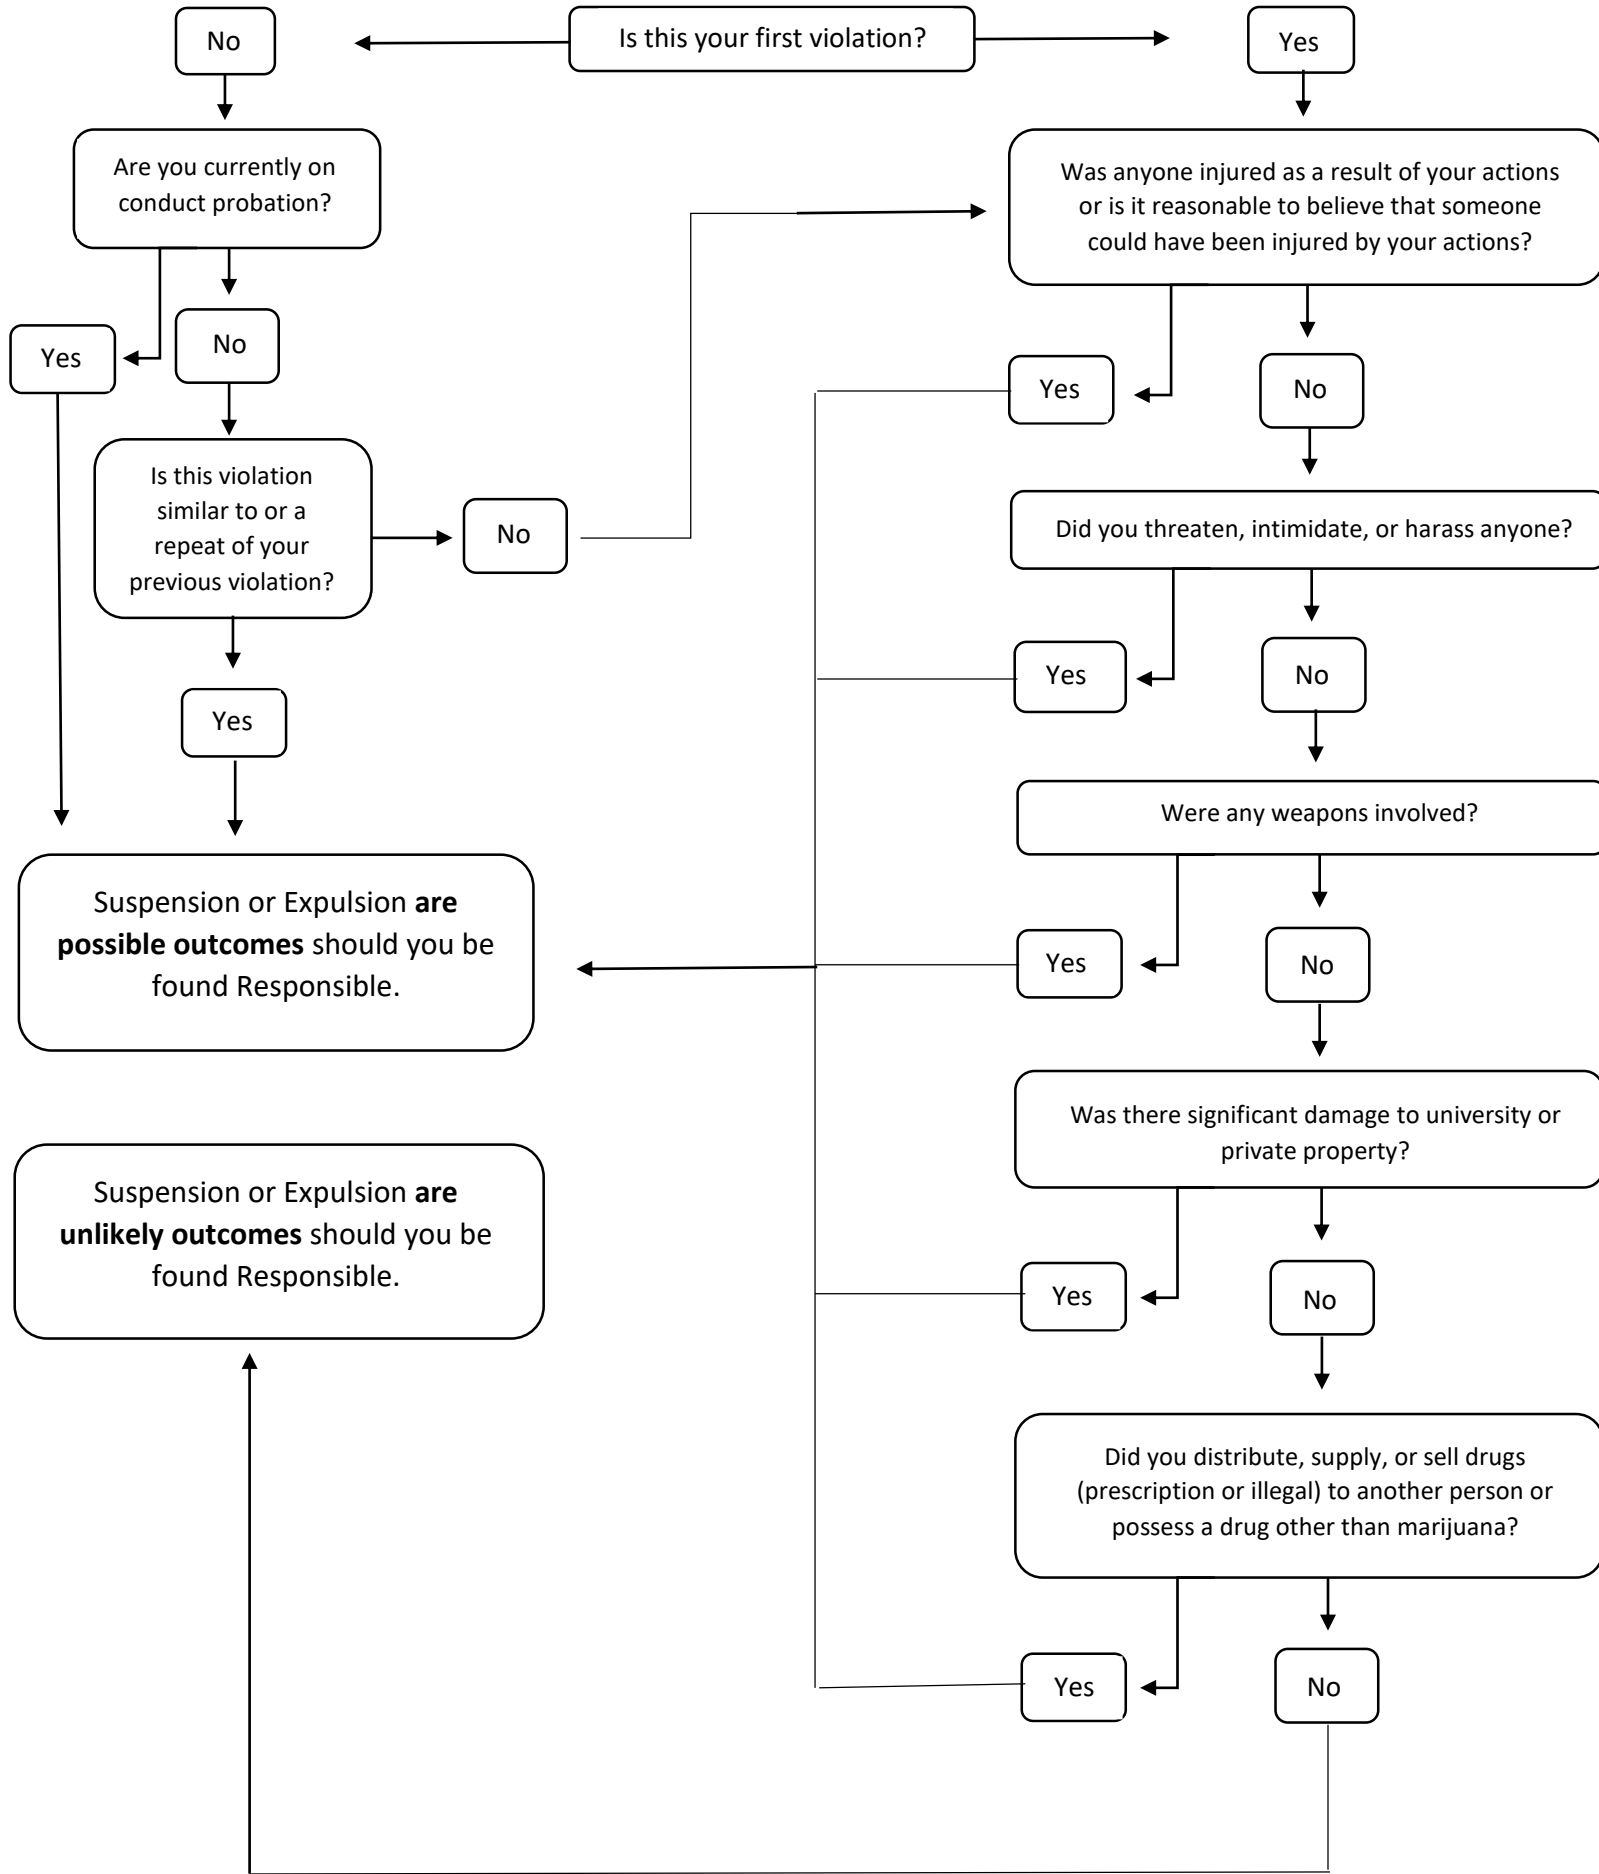 Is this your first violation?
No
Yes
Are you currently on
conduct probation?
Yes
No
Is this violation
similar to or a
repeat of your
previous violation?
No
Yes
Suspension or Expulsion are
possible outcomes should you be
found Responsible.
Suspension or Expulsion are
unlikely outcomes should you be
found Responsible.
Was anyone injured as a result of your actions
or is it reasonable to believe that someone
could have been injured by your actions?
Yes
No
Did you threaten, intimidate, or harass anyone?
Yes
No
Were any weapons involved?
Yes
No
Was there significant damage to university or
private property?
Yes
No
Did you distribute, supply, or sell drugs
(prescription or illegal) to another person or
possess a drug other than marijuana?
Yes
No